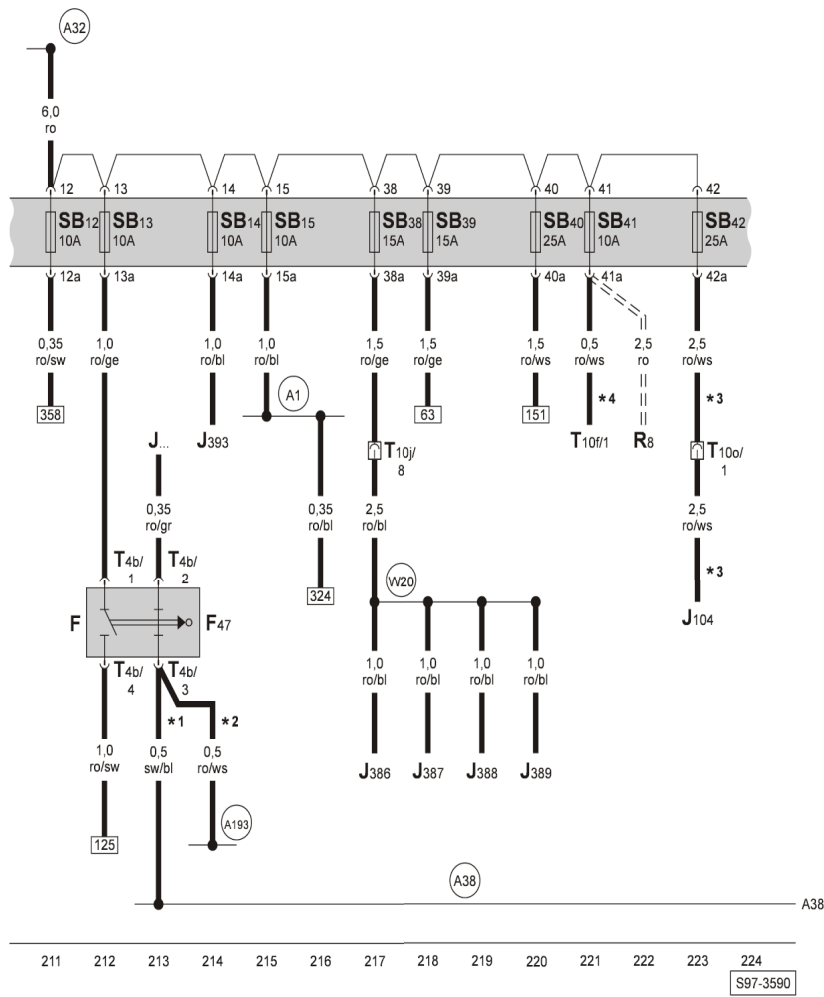 A32
6,0
ro
12 13 14 15 38 39 40 41 42
SB12 SB13 SB14 SB15 SB38 SB39 SB40 SB41 SB42
10A 10A 10A 10A 15A 15A 25A 10A 25A
12a 13a 14a 15a 38a 39a 40a 41a 42a
0,35 1,0 1,0 1,0 1,5 1,5 1,5 0,5 2,5 2,5
ro/sw ro/ge ro/bl ro/bl ro/ge ro/ge ro/ws ro/ws ro ro/ws
A1
*4 *3
358 63 151
J... J393 T10f/1 R8
T10j/ T10o/
8 1
0,35 0,35 2,5 2,5
ro/gr ro/bl ro/bl ro/ws
T4b/ T4b/
1 2
*3
W20
324
F F47 J104
T4b/ T4b/
4 3
1,0 1,0 1,0 1,0
ro/bl ro/bl ro/bl ro/bl
*1 *2
1,0 0,5 0,5
ro/sw sw/bl ro/ws
J386 J387 J388 J389
A193
125
A38
A38
211 212 213 214 215 216 217 218 219 220 221 222 223 224
S97-3590